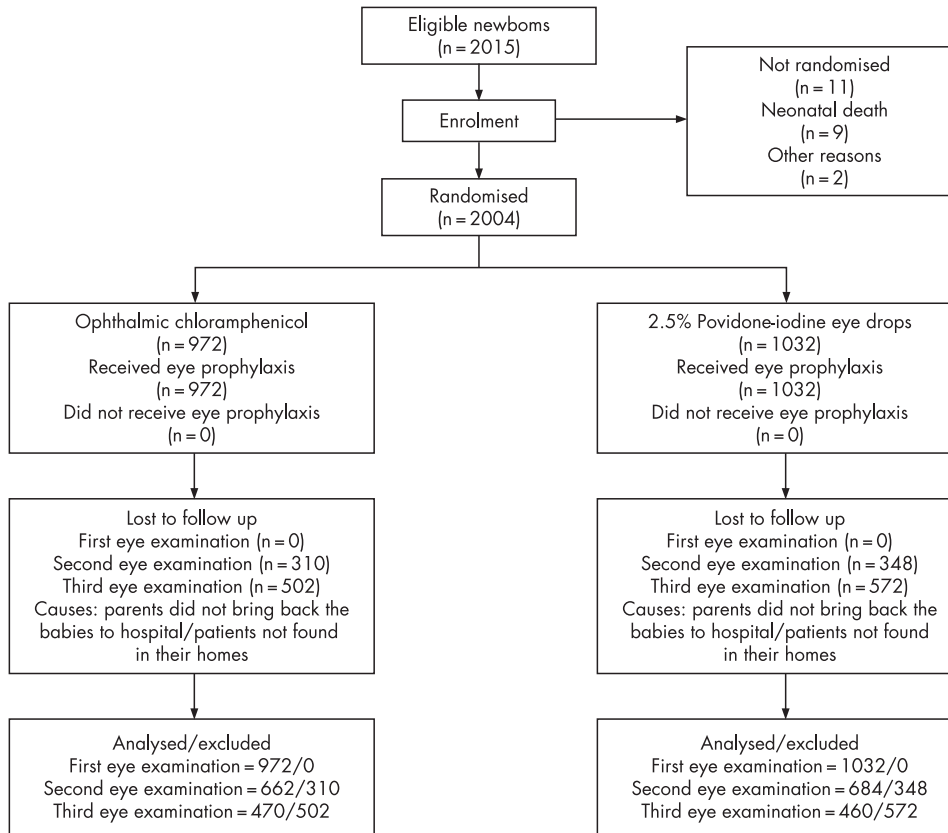 Eligible newborns
(n = 2015)
Not randomised
(n = 11)
Neonatal death
(n = 9)
Other reasons
(n = 2)
Enrolment
Randomised
(n = 2004)
Ophthalmic chloramphenicol
(n = 972)
Received eye prophylaxis
(n = 972)
Did not receive eye prophylaxis
(n = 0)
2.5% Povidone-iodine eye drops
(n = 1032)
Received eye prophylaxis
(n = 1032)
Did not receive eye prophylaxis
(n = 0)
Lost to follow up
First eye examination (n = 0)
Second eye examination (n = 310)
Third eye examination (n = 502)
Causes: parents did not bring back the
babies to hospital/patients not found
in their homes
Lost to follow up
First eye examination (n = 0)
Second eye examination (n = 348)
Third eye examination (n = 572)
Causes: parents did not bring back the
babies to hospital/patients not found
in their homes
Analysed/excluded
First eye examination = 972/0
Second eye examination = 662/310
Third eye examination = 470/502
Analysed/excluded
First eye examination = 1032/0
Second eye examination = 684/348
Third eye examination = 460/572